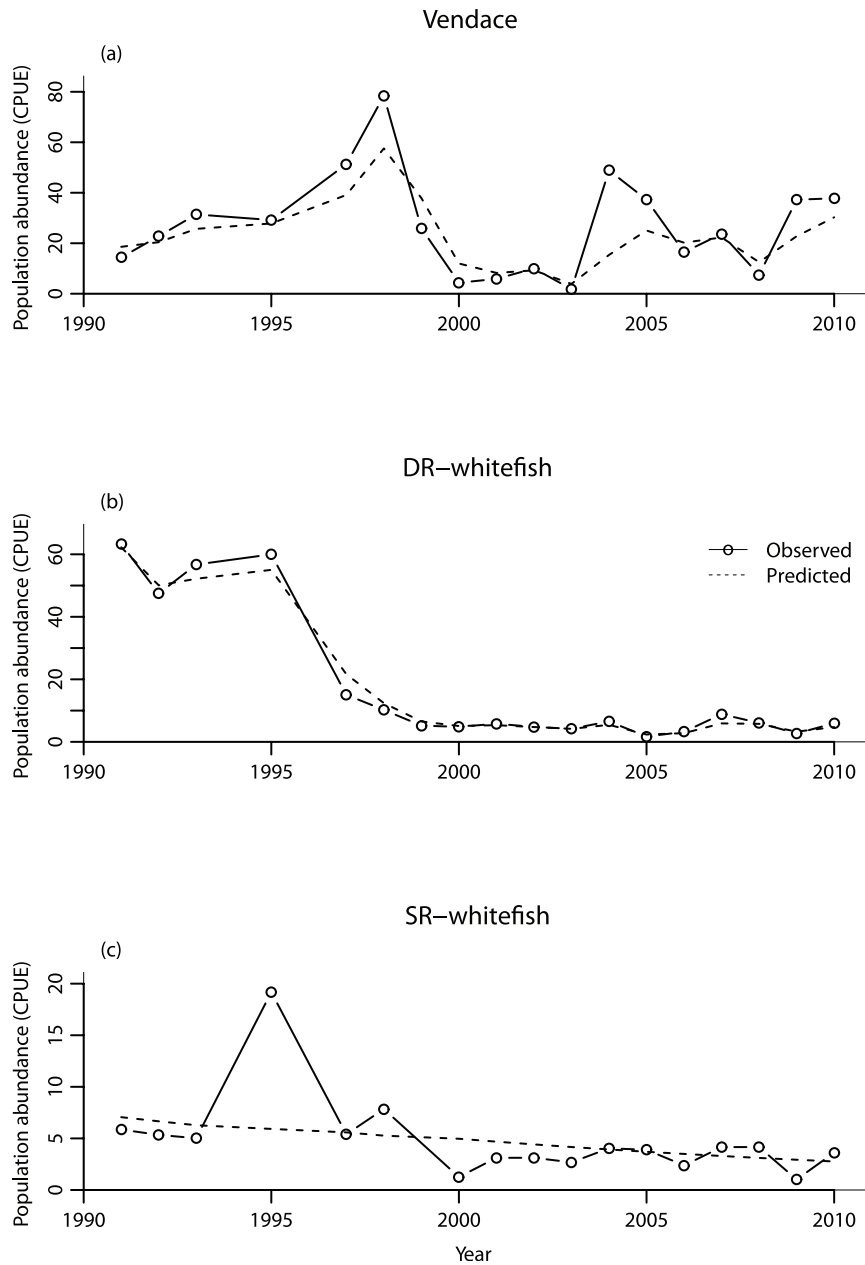 Vendace
(a)
Population abundance (CPUE)
80
60
40
20
0
1990 1995 2000 2005 2010
DR−whitefish
(b)
Population abundance (CPUE)
60
40
20
0
Observed
Predicted
1990 1995 2000 2005 2010
SR−whitefish
(c)
Population abundance (CPUE)
20
15
10
5
0
1990 1995 2000 2005 2010
Year